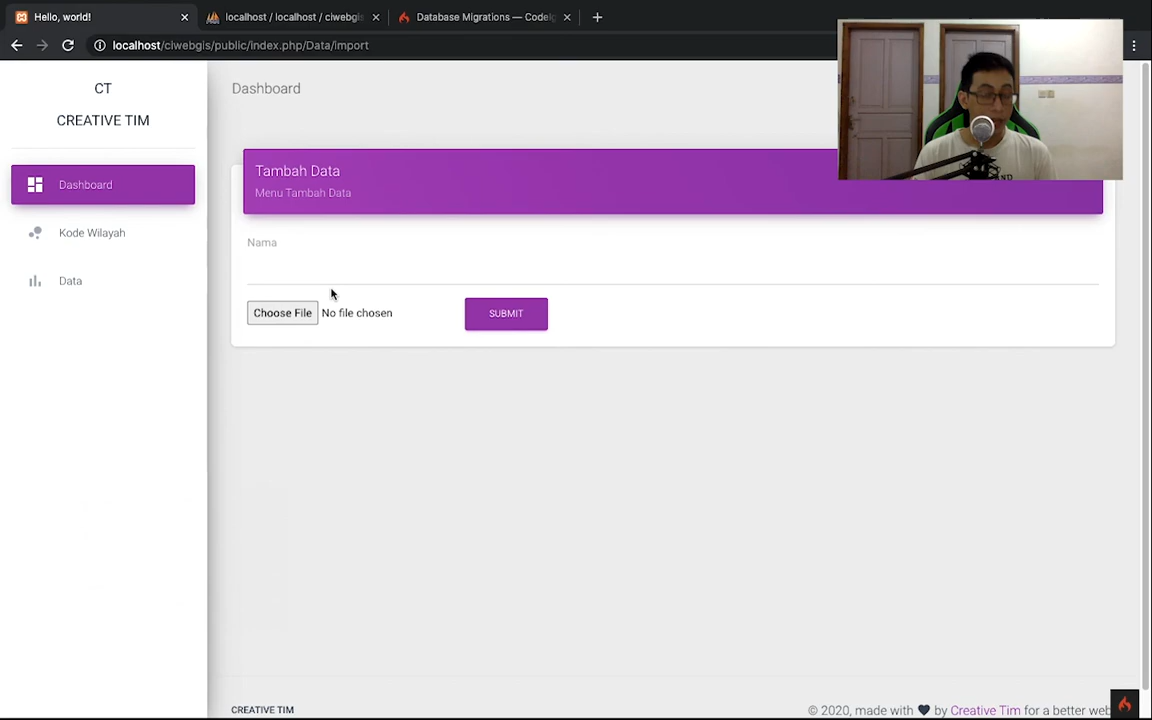 Hello, world!
localhost / localhost / ciwebgis
Database Migrations — CodeIg
localhost/ciwebgis/public/index.php/Data/import
CT
CREATIVE TIM
Dashboard
Kode Wilayah
Data
Dashboard
Tambah Data
Menu Tambah Data
Nama
Choose File No file chosen
SUBMIT
CREATIVE TIM
© 2020, made with by Creative Tim for a better web